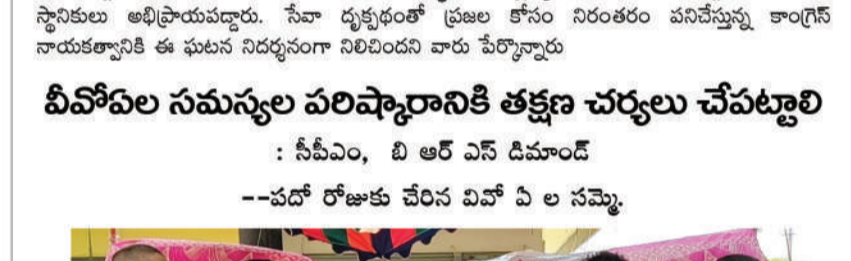 స్థానికులు అభిప్రాయపడ్డారు. సేవా దృక్పథంతో ప్రజల కోసం నిరంతరం పనిచేస్తున్న కాంగ్రెస్
నాయకత్వానికి ఈ ఘటన నిదర్శనంగా నిలిచిందని వారు పేర్కొన్నారు
వీవోఏల సమస్యల పరిష్కారానికి తక్షణ చర్యలు చేపట్టాలి
: సీపీఎం, బి ఆర్ ఎస్ డిమాండ్
--పదో రోజుకు చేరిన వివో ఏ ల సమ్మె.